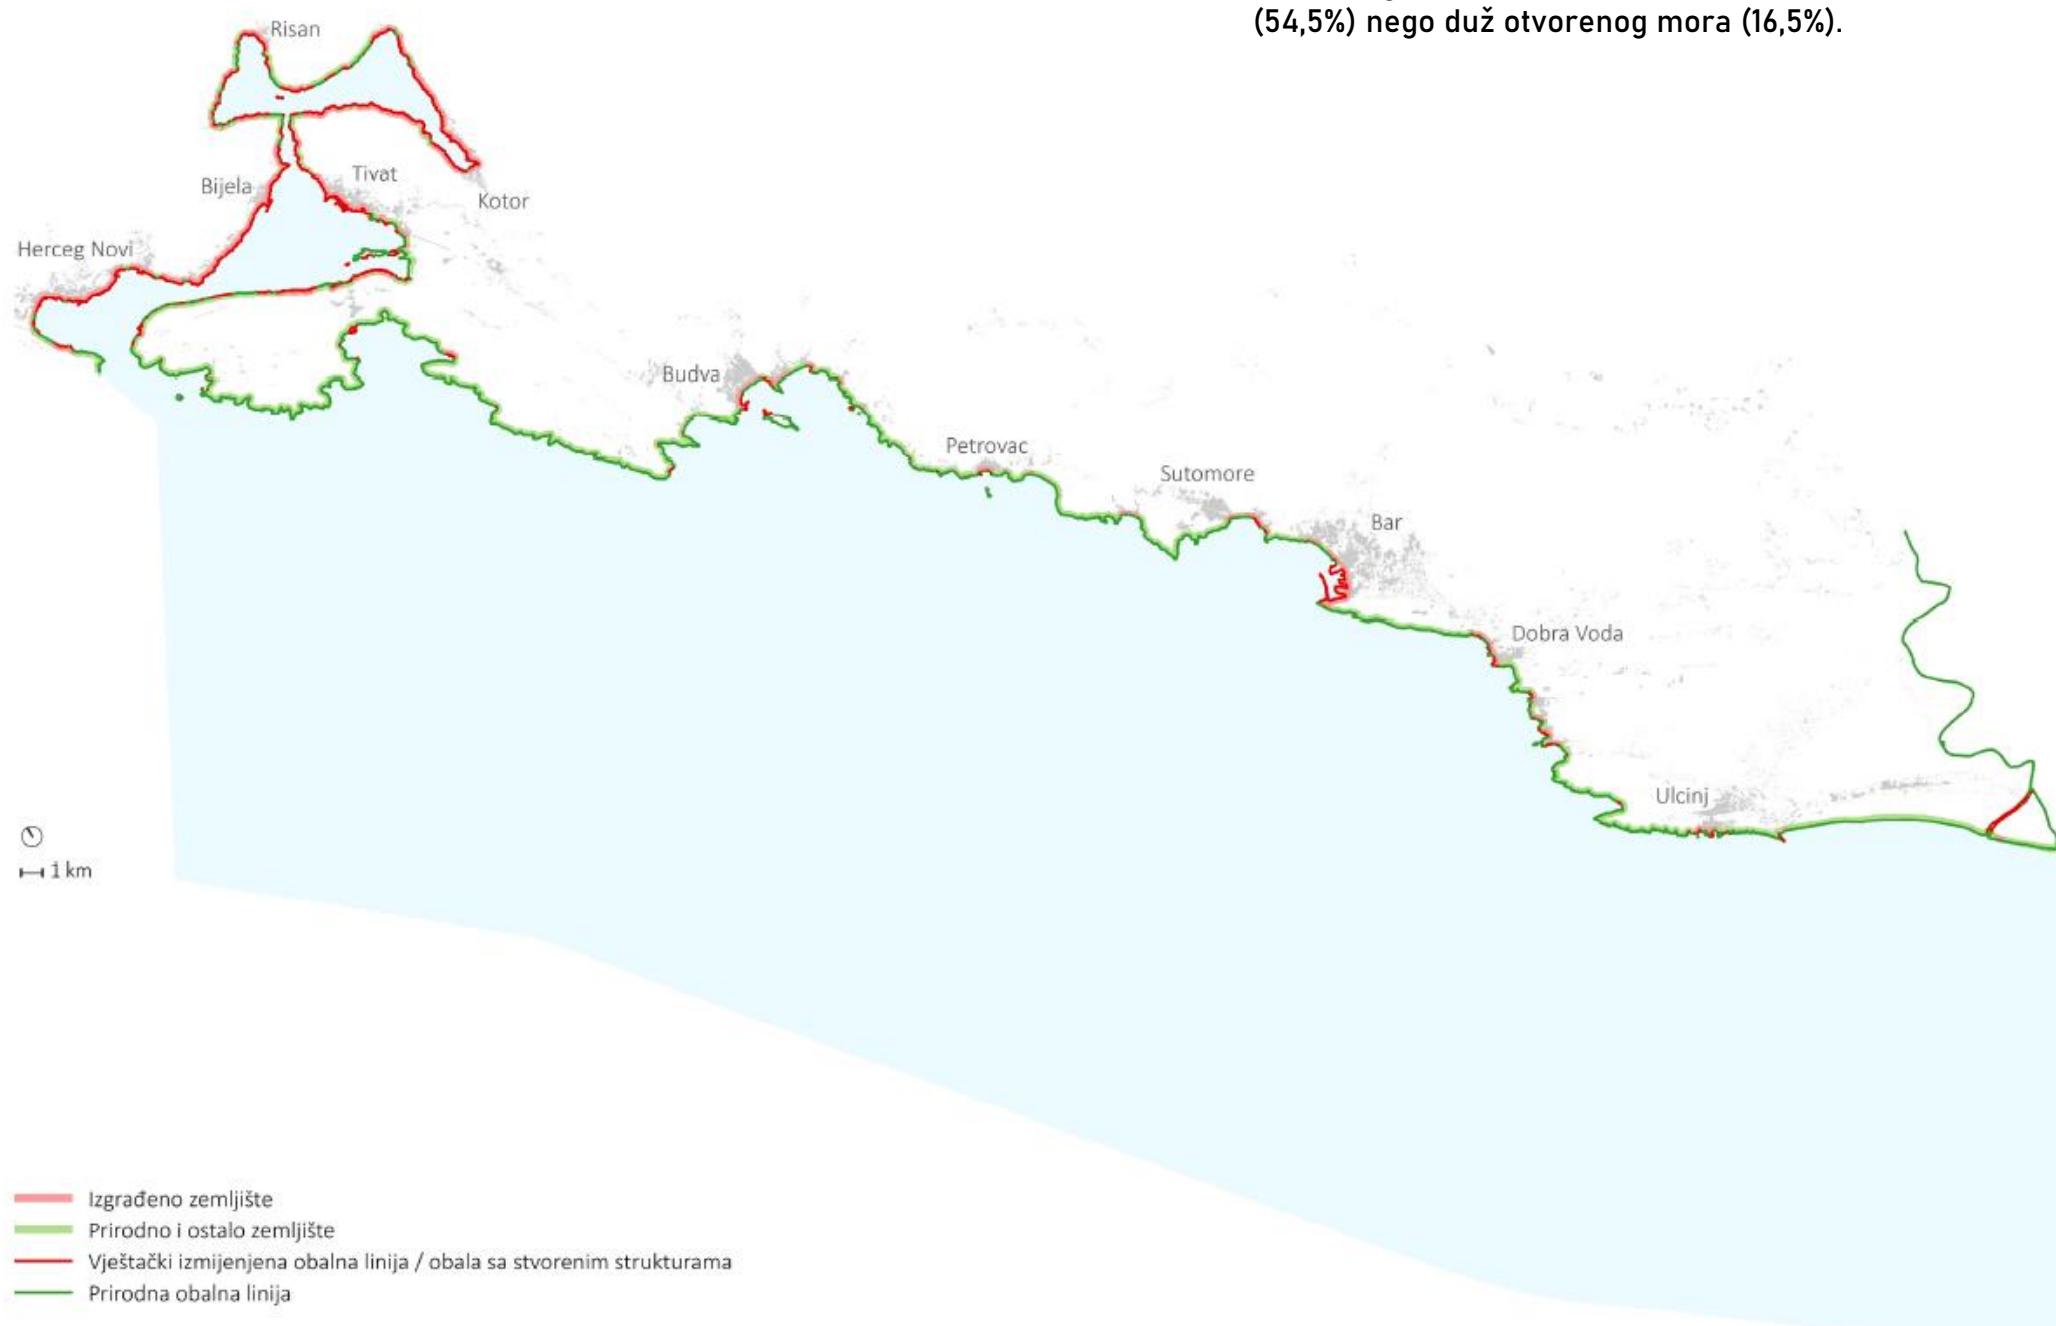 (54,5%) nego duž otvorenog mora (16,5%).
Risan
Bijela
Tivat
Kotor
Herceg Novi
Budva
Petrovac
Sutomore
Bar
Dobra Voda
Ulcinj
1 km
Izgrađeno zemljište
Prirodno i ostalo zemljište
Vještački izmijenjena obalna linija / obala sa stvorenim strukturama
Prirodna obalna linija